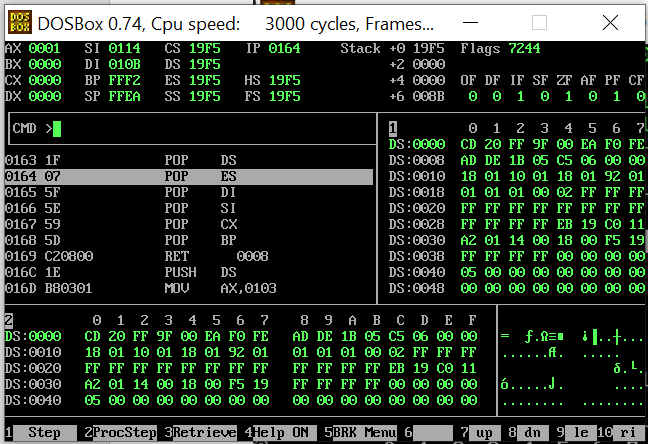 DOSBox 0.74, Cpu speed: 3000 cycles, Frames...
AX 0001 SI 0114 CS 19F5 IP 0164 Stack +0 19F5 Flags 7244
BX 0000 DI 010B DS 19F5 +2 0000
CX 0000 BP FFF2 ES 19F5 HS 19F5 +4 0000 OF DF IF SF ZF AF PF CF
DX 0000 SP FFEA SS 19F5 FS 19F5 +6 008B 0 0 1 0 1 0 1 0
CMD >
1 0 1 2 3 4 5 6 7
DS:0000 CD 20 FF 9F 00 EA F0 FE
0163 1F POP DS DS:0008 AD DE 1B 05 C5 06 00 00
0164 07 POP ES DS:0010 18 01 10 01 18 01 92 01
0165 5F POP DI DS:0018 01 01 01 00 02 FF FF FF
0166 5E POP SI DS:0020 FF FF FF FF FF FF FF FF
0167 59 POP CX DS:0028 FF FF FF FF EB 19 C0 11
0168 5D POP BP DS:0030 A2 01 14 00 18 00 F5 19
0169 C20800 RET 0008 DS:0038 FF FF FF FF 00 00 00 00
016C 1E PUSH DS DS:0040 05 00 00 00 00 00 00 00
016D B80301 MOV AX,0103 DS:0048 00 00 00 00 00 00 00 00
2 0 1 2 3 4 5 6 7 8 9 A B C D E F
DS:0000 CD 20 FF 9F 00 EA F0 FE AD DE 1B 05 C5 06 00 00
DS:0010 18 01 10 01 18 01 92 01 01 01 01 00 02 FF FF FF
DS:0020 FF FF FF FF FF FF FF FF FF FF FF FF EB 19 C0 11
DS:0030 A2 01 14 00 18 00 F5 19 FF FF FF FF 00 00 00 00
DS:0040 05 00 00 00 00 00 00 00 00 00 00 00 00 00 00 00
1 Step 2ProcStep 3Retrieve 4Help ON 5BRK Menu 6 7 up 8 dn 9 le 10 ri